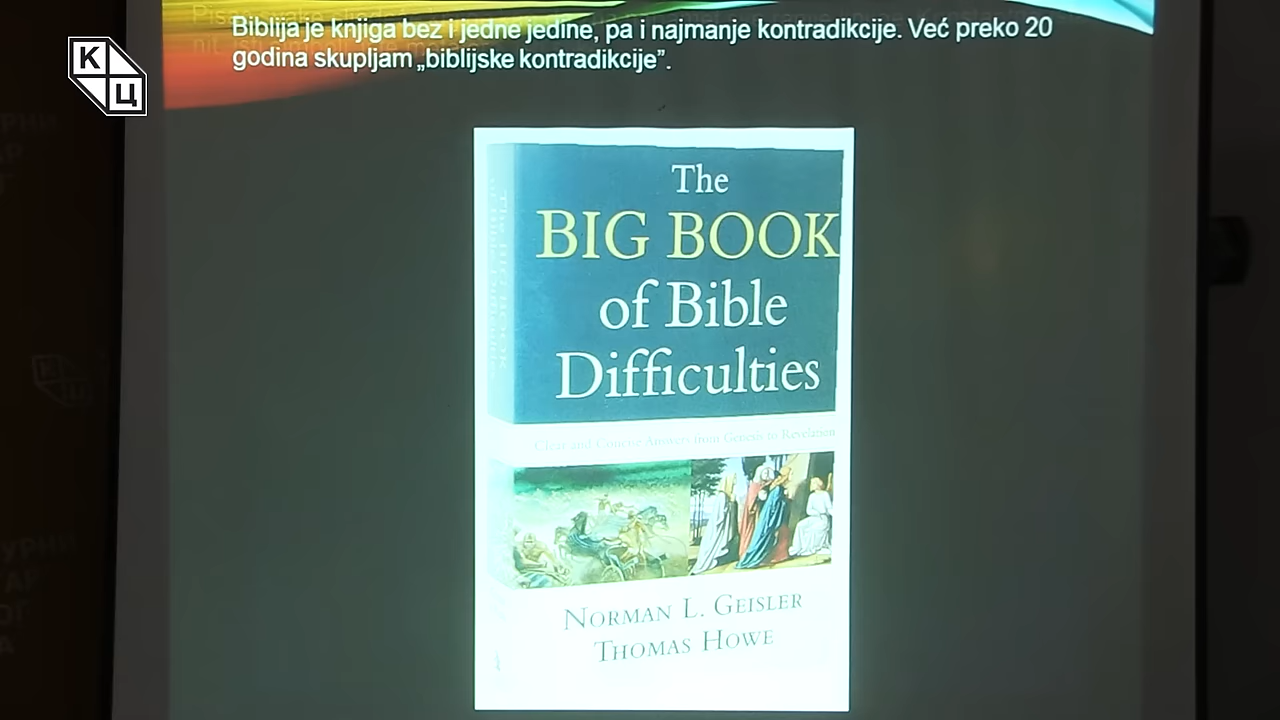 Biblija je knjiga bez i jedne jedine, pa i najmanje kontradikcije. Već preko 20
godina skupljam „biblijske kontradikcije”.
К
Ц
The
BIG BOOK
of Bible
Difficulties
Clear and Concise Answers from Genesis to Revelation
NORMAN L. GEISLER
THOMAS HOWE